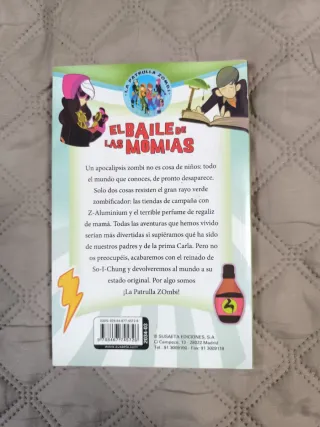 LA PATRULLA ZOMBI
EL BAILE DE
LAS MOMIAS
Un apocalipsis zombi no es cosa de niños: todo
el mundo que conoces, de pronto desaparece.
Solo dos cosas resisten el gran rayo verde
zombificador: las tiendas de campaña con
Z-Aluminium y el terrible perfume de regaliz
de mamá. Todas las aventuras que hemos vivido
serían más divertidas si supiéramos qué ha sido
de nuestros padres y de la prima Carla. Pero no
os preocupéis, acabaremos con el reinado de
So-I-Chung y devolveremos al mundo a su
estado original. Por algo somos
¡La Patrulla ZOmbi!
© SUSAETA EDICIONES, S.A.
C/ Campezo, 13 - 28022 Madrid